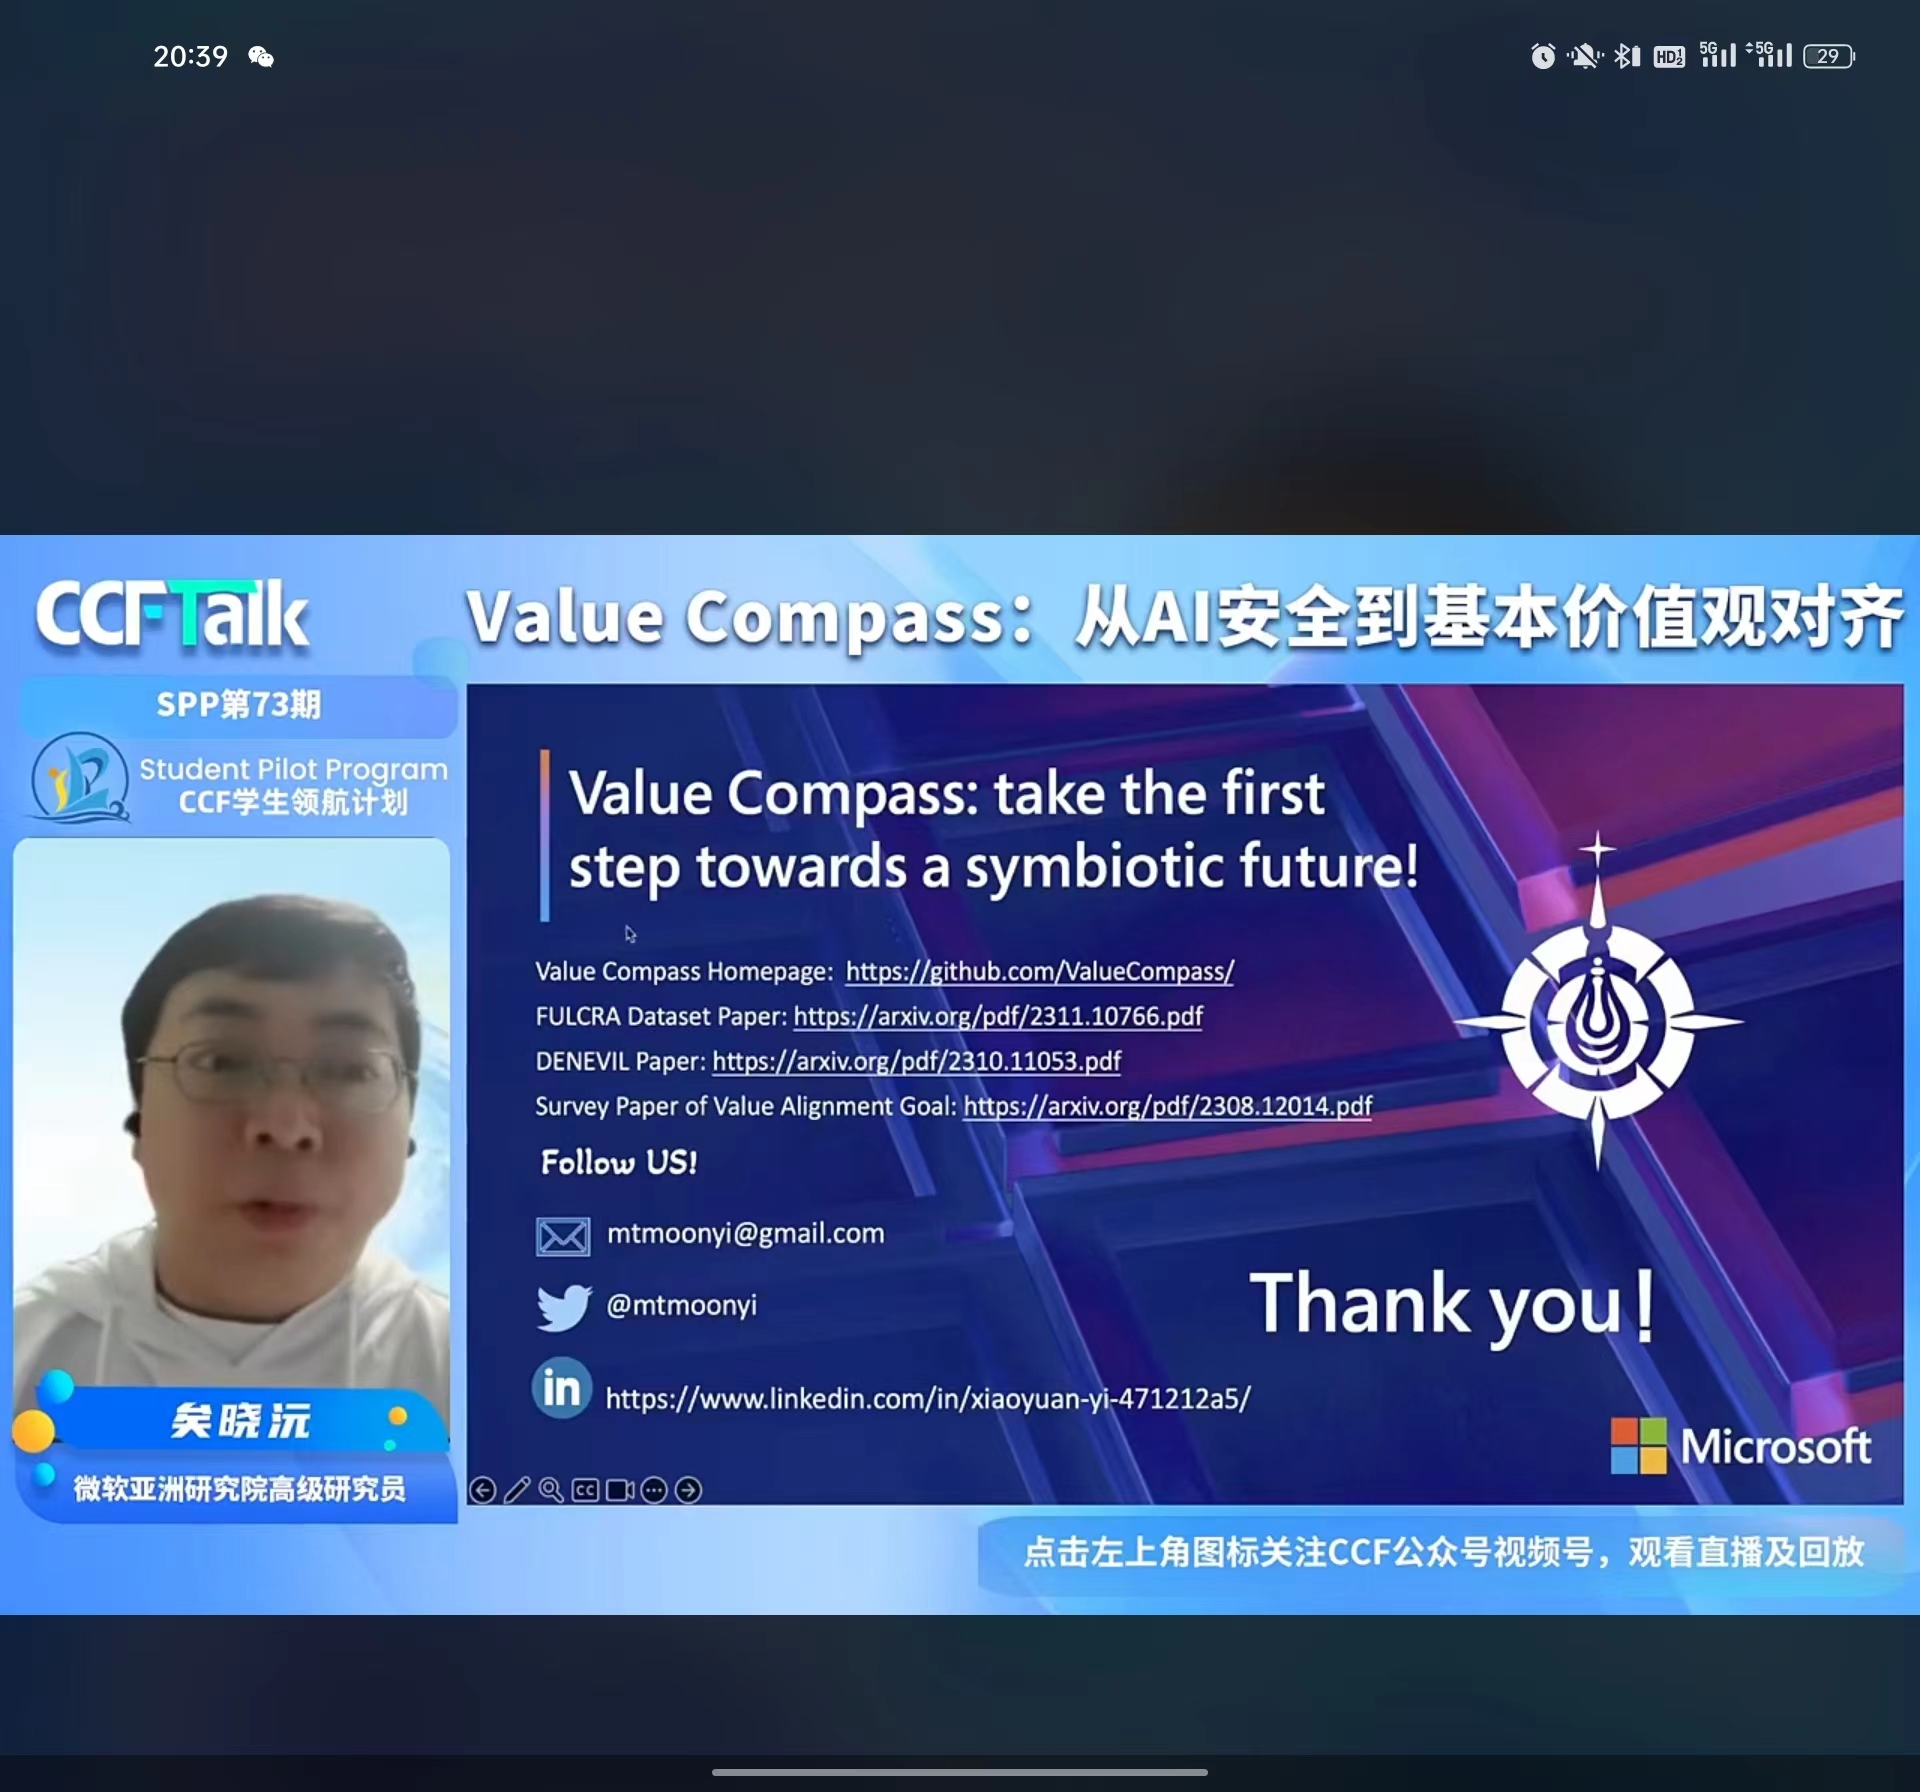 20:39
HD 1 2
5G
5G
29
CCFTalk
Value Compass：从AI安全到基本价值观对齐
SPP第73期
Student Pilot Program
CCF学生领航计划
Value Compass: take the first
step towards a symbiotic future!
Value Compass Homepage: https://github.com/ValueCompass/
FULCRA Dataset Paper: https://arxiv.org/pdf/2311.10766.pdf
DENEVIL Paper: https://arxiv.org/pdf/2310.11053.pdf
Survey Paper of Value Alignment Goal: https://arxiv.org/pdf/2308.12014.pdf
Follow US!
mtmoonyi@gmail.com
@mtmoonyi
in https://www.linkedin.com/in/xiaoyuan-yi-471212a5/
Thank you!
Microsoft
CC
矣晓沅
微软亚洲研究院高级研究员
点击左上角图标关注CCF公众号视频号，观看直播及回放